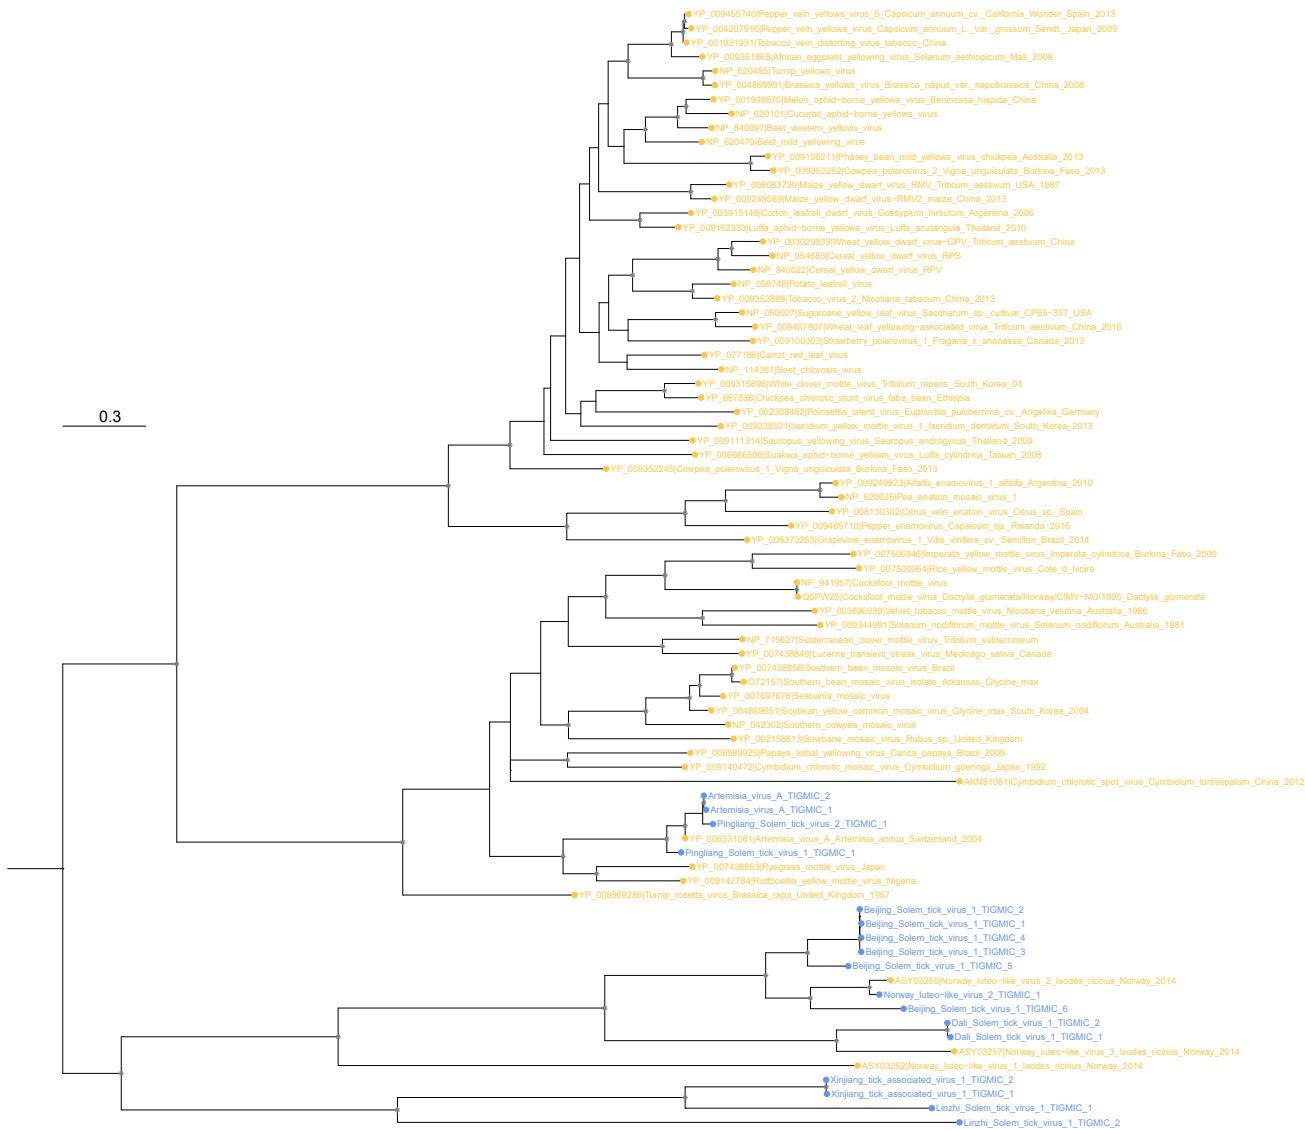 YP_009455740|Pepper_vein_yellows_virus_5_Capsicum_annuum_cv._California_Wonder_Spain_2013
YP_004207916|Pepper_vein_yellows_virus_Capsicum_annuum_L._Var._grossum_Sendt._Japan_2009
YP_001931931|Tobacco_vein_distorting_virus_tobacco_China
YP_009351865|African_eggplant_yellowing_virus_Solanum_aethiopicum_Mali_2009
NP_620485|Turnip_yellows_virus
YP_004869991|Brassica_yellows_virus_Brassica_napus_var._napobrassica_China_2008
YP_001949870|Melon_aphid-borne_yellows_virus_Benincasa_hispida_China
NP_620101|Cucurbit_aphid-borne_yellows_virus
NP_840097|Beet_western_yellows_virus
NP_620479|Beet_mild_yellowing_virus
YP_009198211|Phasey_bean_mild_yellows_virus_chickpea_Australia_2013
YP_009352252|Cowpea_polerovirus_2_Vigna_unguiculata_Burkina_Faso_2013
YP_008083739|Maize_yellow_dwarf_virus_RMV_Triticum_aestivum_USA_1987
YP_009249569|Maize_yellow_dwarf_virus-RMV2_maize_China_2013
YP_003915148|Cotton_leafroll_dwarf_virus_Gossypium_hirsutum_Argentina_2006
YP_009162333|Luffa_aphid-borne_yellows_virus_Luffa_acutangula_Thailand_2010
YP_003029839|Wheat_yellow_dwarf_virus-GPV_Triticum_aestivum_China
NP_054685|Cereal_yellow_dwarf_virus_RPS
NP_840022|Cereal_yellow_dwarf_virus_RPV
NP_056748|Potato_leafroll_virus
YP_009352889|Tobacco_virus_2_Nicotiana_tabacum_China_2013
NP_050007|Sugarcane_yellow_leaf_virus_Saccharum_sp._cultivar_CP65-357_USA
YP_009407907|Wheat_leaf_yellowing-associated_virus_Triticum_aestivum_China_2016
YP_009100303|Strawberry_polerovirus_1_Fragaria_x_ananassa_Canada_2013
YP_077186|Carrot_red_leaf_virus
NP_114361|Beet_chlorosis_virus
YP_009315896|White_clover_mottle_virus_Trifolium_repens_South_Korea_04
YP_667838|Chickpea_chlorotic_stunt_virus_faba_bean_Ethiopia
YP_002308462|Poinsettia_latent_virus_Euphorbia_pulcherrima_cv._Angelika_Germany
0.3
YP_009238501|Ixeridium_yellow_mottle_virus_1_Ixeridium_dentatum_South_Korea_2013
YP_009111314|Sauropus_yellowing_virus_Sauropus_androgynus_Thailand_2009
YP_006666506|Suakwa_aphid-borne_yellows_virus_Luffa_cylindrica_Taiwan_2008
YP_009352245|Cowpea_polerovirus_1_Vigna_unguiculata_Burkina_Faso_2013
YP_009249823|Alfalfa_enamovirus_1_alfalfa_Argentina_2010
NP_620026|Pea_enation_mosaic_virus_1
YP_008130302|Citrus_vein_enation_virus_Citrus_sp._Spain
YP_009465710|Pepper_enamovirus_Capsicum_sp._Rwanda_2016
YP_009373263|Grapevine_enamovirus_1_Vitis_vinifera_cv._Semillon_Brazil_2014
YP_007506946|Imperata_yellow_mottle_virus_Imperata_cylindrica_Burkina_Faso_2000
YP_007500964|Rice_yellow_mottle_virus_Cote_d_Ivoire
NP_941957|Cocksfoot_mottle_virus
Q0PW25|Cocksfoot_mottle_virus_Dactylis_glomerata/Norway/CfMV-NO/1995_Dactylis_glomerata
YP_003896039|Velvet_tobacco_mottle_virus_Nicotiana_velutina_Australia_1986
YP_009344991|Solanum_nodiflorum_mottle_virus_Solanum_nodiflorum_Australia_1981
NP_715627|Subterranean_clover_mottle_virus_Trifolium_subterraneum
YP_007438849|Lucerne_transient_streak_virus_Medicago_sativa_Canada
YP_007438858|Southern_bean_mosaic_virus_Brazil
O72157|Southern_bean_mosaic_virus_isolate_Arkansas_Glycine_max
YP_007697678|Sesbania_mosaic_virus
YP_004869651|Soybean_yellow_common_mosaic_virus_Glycine_max_South_Korea_2004
NP_042302|Southern_cowpea_mosaic_virus
YP_002158813|Sowbane_mosaic_virus_Rubus_sp._United_Kingdom
YP_006589925|Papaya_lethal_yellowing_virus_Carica_papaya_Brazil_2009
YP_009140472|Cymbidium_chlorotic_mosaic_virus_Cymbidium_goeringii_Japan_1992
AKN81081|Cymbidium_chlorotic_spot_virus_Cymbidium_tortisepalum_China_2012
Artemisia_virus_A_TIGMIC_2
Artemisia_virus_A_TIGMIC_1
Pingliang_Solem_tick_virus_2_TIGMIC_1
YP_006331061|Artemisia_virus_A_Artemisia_annua_Switzerland_2004
Pingliang_Solem_tick_virus_1_TIGMIC_1
YP_007438853|Ryegrass_mottle_virus_Japan
YP_009142784|Rottboellia_yellow_mottle_virus_Nigeria
YP_008869286|Turnip_rosette_virus_Brassica_rapa_United_Kingdom_1957
Beijing_Solem_tick_virus_1_TIGMIC_2
Beijing_Solem_tick_virus_1_TIGMIC_1
Beijing_Solem_tick_virus_1_TIGMIC_4
Beijing_Solem_tick_virus_1_TIGMIC_3
Beijing_Solem_tick_virus_1_TIGMIC_5
ASY03255|Norway_luteo-like_virus_2_Ixodes_ricinus_Norway_2014
Norway_luteo-like_virus_2_TIGMIC_1
Beijing_Solem_tick_virus_1_TIGMIC_6
Dali_Solem_tick_virus_1_TIGMIC_2
Dali_Solem_tick_virus_1_TIGMIC_1
ASY03257|Norway_luteo-like_virus_3_Ixodes_ricinus_Norway_2014
ASY03252|Norway_luteo-like_virus_1_Ixodes_ricinus_Norway_2014
Xinjiang_tick_associated_virus_1_TIGMIC_2
Xinjiang_tick_associated_virus_1_TIGMIC_1
Linzhi_Solem_tick_virus_1_TIGMIC_1
Linzhi_Solem_tick_virus_1_TIGMIC_2